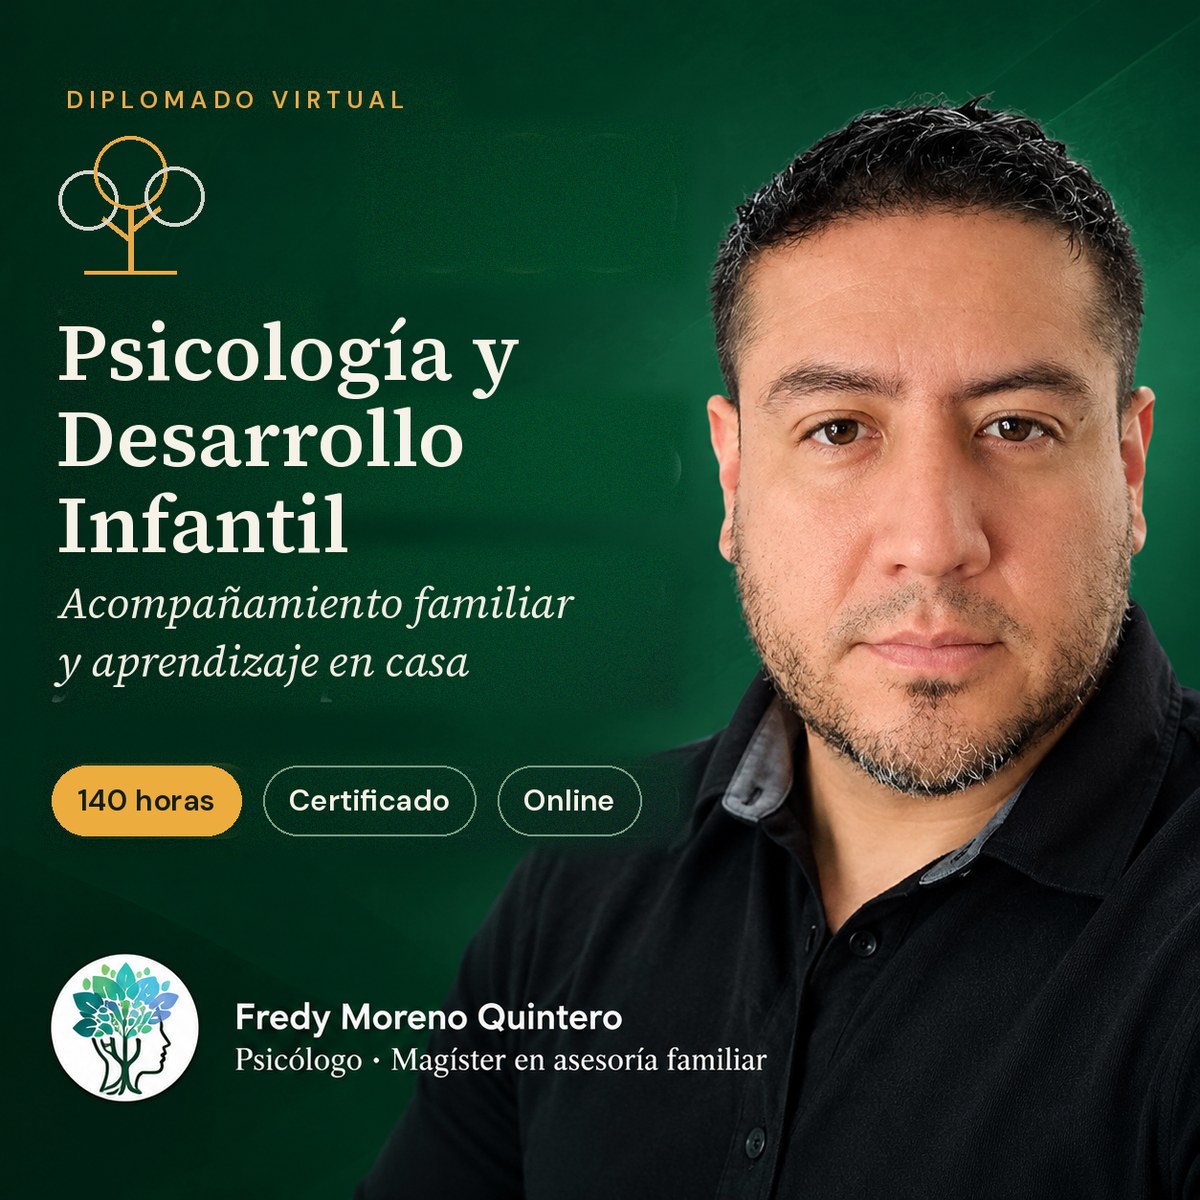 DIPLOMADO VIRTUAL
Psicología y
Desarrollo
Infantil
Acompañamiento familiar
y aprendizaje en casa
140 horas
Certificado
Online
Fredy Moreno Quintero
Psicólogo · Magíster en asesoría familiar